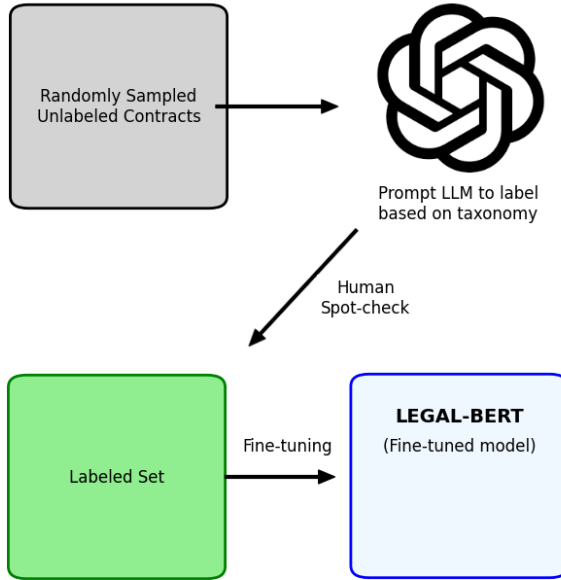 Randomly Sampled
Unlabeled Contracts
Prompt LLM to label
based on taxonomy
Human
Spot-check
Labeled Set
Fine-tuning
LEGAL-BERT
(Fine-tuned model)